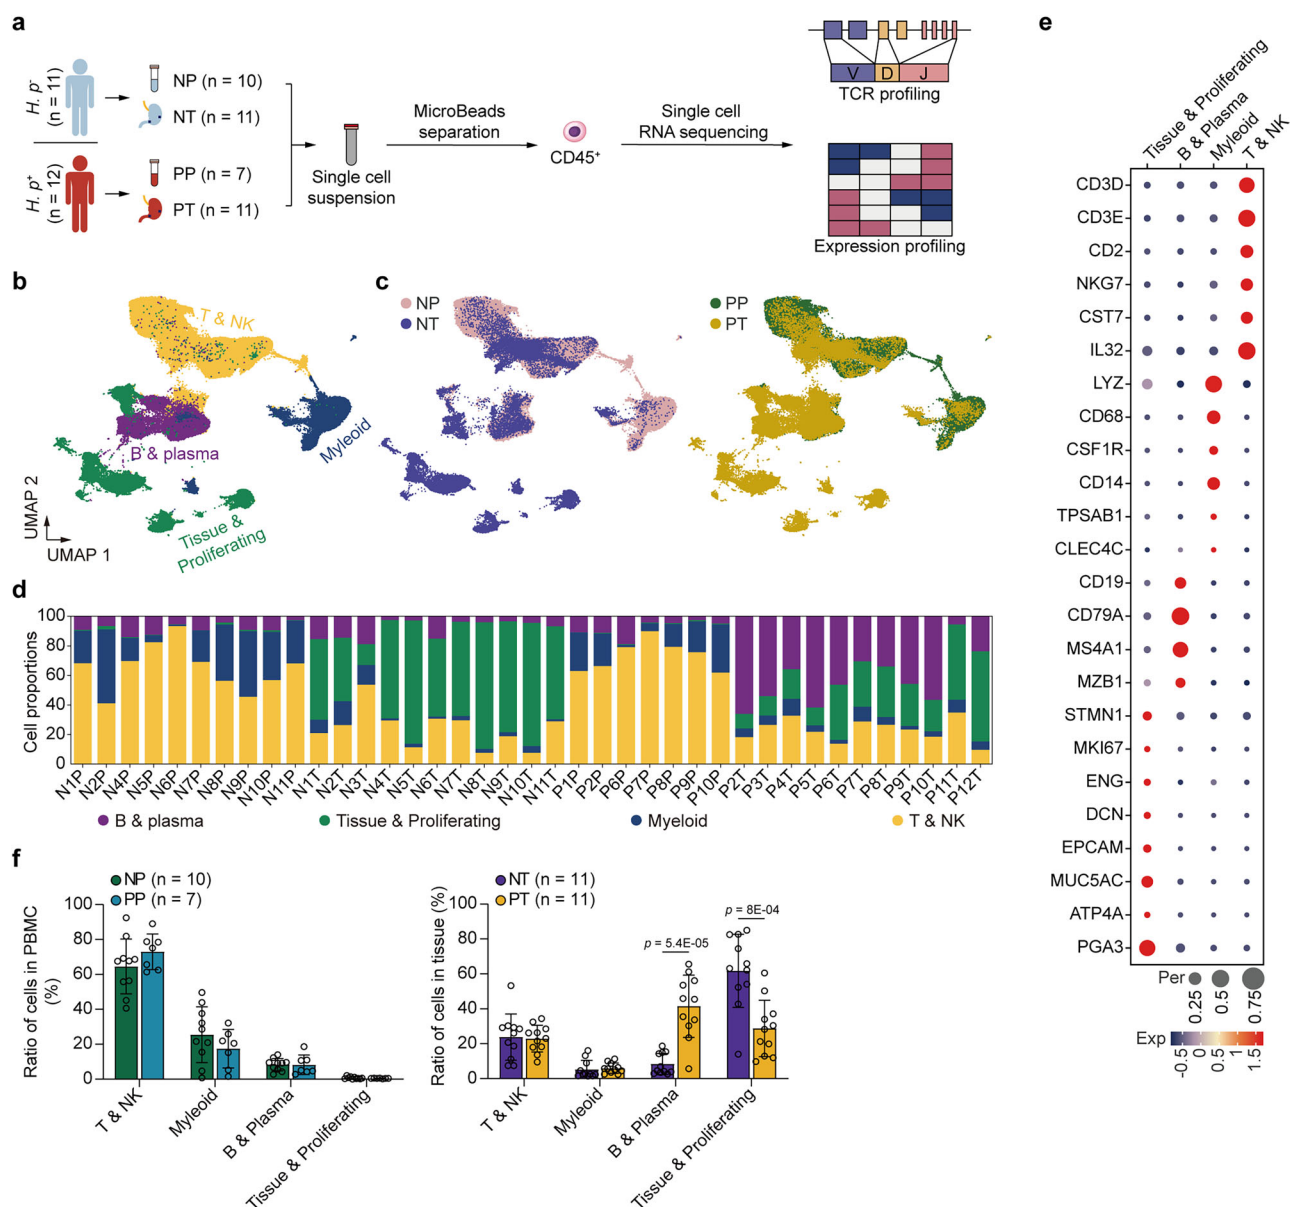 a
H. p⁻
(n = 11)
NP (n = 10)
NT (n = 11)
H. p⁺
(n = 12)
PP (n = 7)
PT (n = 11)
Single cell
suspension
MicroBeads
separation
CD45⁺
Single cell
RNA sequencing
V D J
TCR profiling
Expression profiling
b
T & NK
B & plasma
Myleoid
Tissue &
Proliferating
UMAP 2
UMAP 1
c
NP
NT
PP
PT
d
Cell proportions
100
80
60
40
20
0
N1P N2P N4P N5P N6P N7P N8P N9P N10P N11P N1T N2T N3T N4T N5T N6T N7T N8T N9T N10T N11T P1P P2P P6P P7P P8P P9P P10P P2T P3T P4T P5T P6T P7T P8T P9T P10T P11T P12T
B & plasma Tissue & Proliferating Myeloid T & NK
e
Tissue & Proliferating
B & Plasma
Myleoid
T & NK
CD3D
CD3E
CD2
NKG7
CST7
IL32
LYZ
CD68
CSF1R
CD14
TPSAB1
CLEC4C
CD19
CD79A
MS4A1
MZB1
STMN1
MKI67
ENG
DCN
EPCAM
MUC5AC
ATP4A
PGA3
Per
0.25 0.5 0.75
Exp
-0.5 0 0.5 1 1.5
f
NP (n = 10)
PP (n = 7)
Ratio of cells in PBMC
(%)
100
80
60
40
20
0
T & NK
Myleoid
B & Plasma
Tissue & Proliferating
NT (n = 11)
PT (n = 11)
Ratio of cells in tissue (%)
100
80
60
40
20
0
p = 5.4E-05
p = 8E-04
T & NK
Myeloid
B & Plasma
Tissue & Proliferating